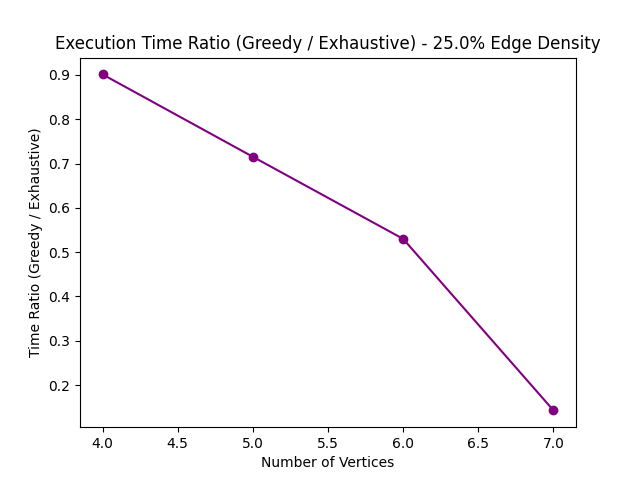 Execution Time Ratio (Greedy / Exhaustive) - 25.0% Edge Density
Time Ratio (Greedy / Exhaustive)
0.9
0.8
0.7
0.6
0.5
0.4
0.3
0.2
4.0 4.5 5.0 5.5 6.0 6.5 7.0
Number of Vertices